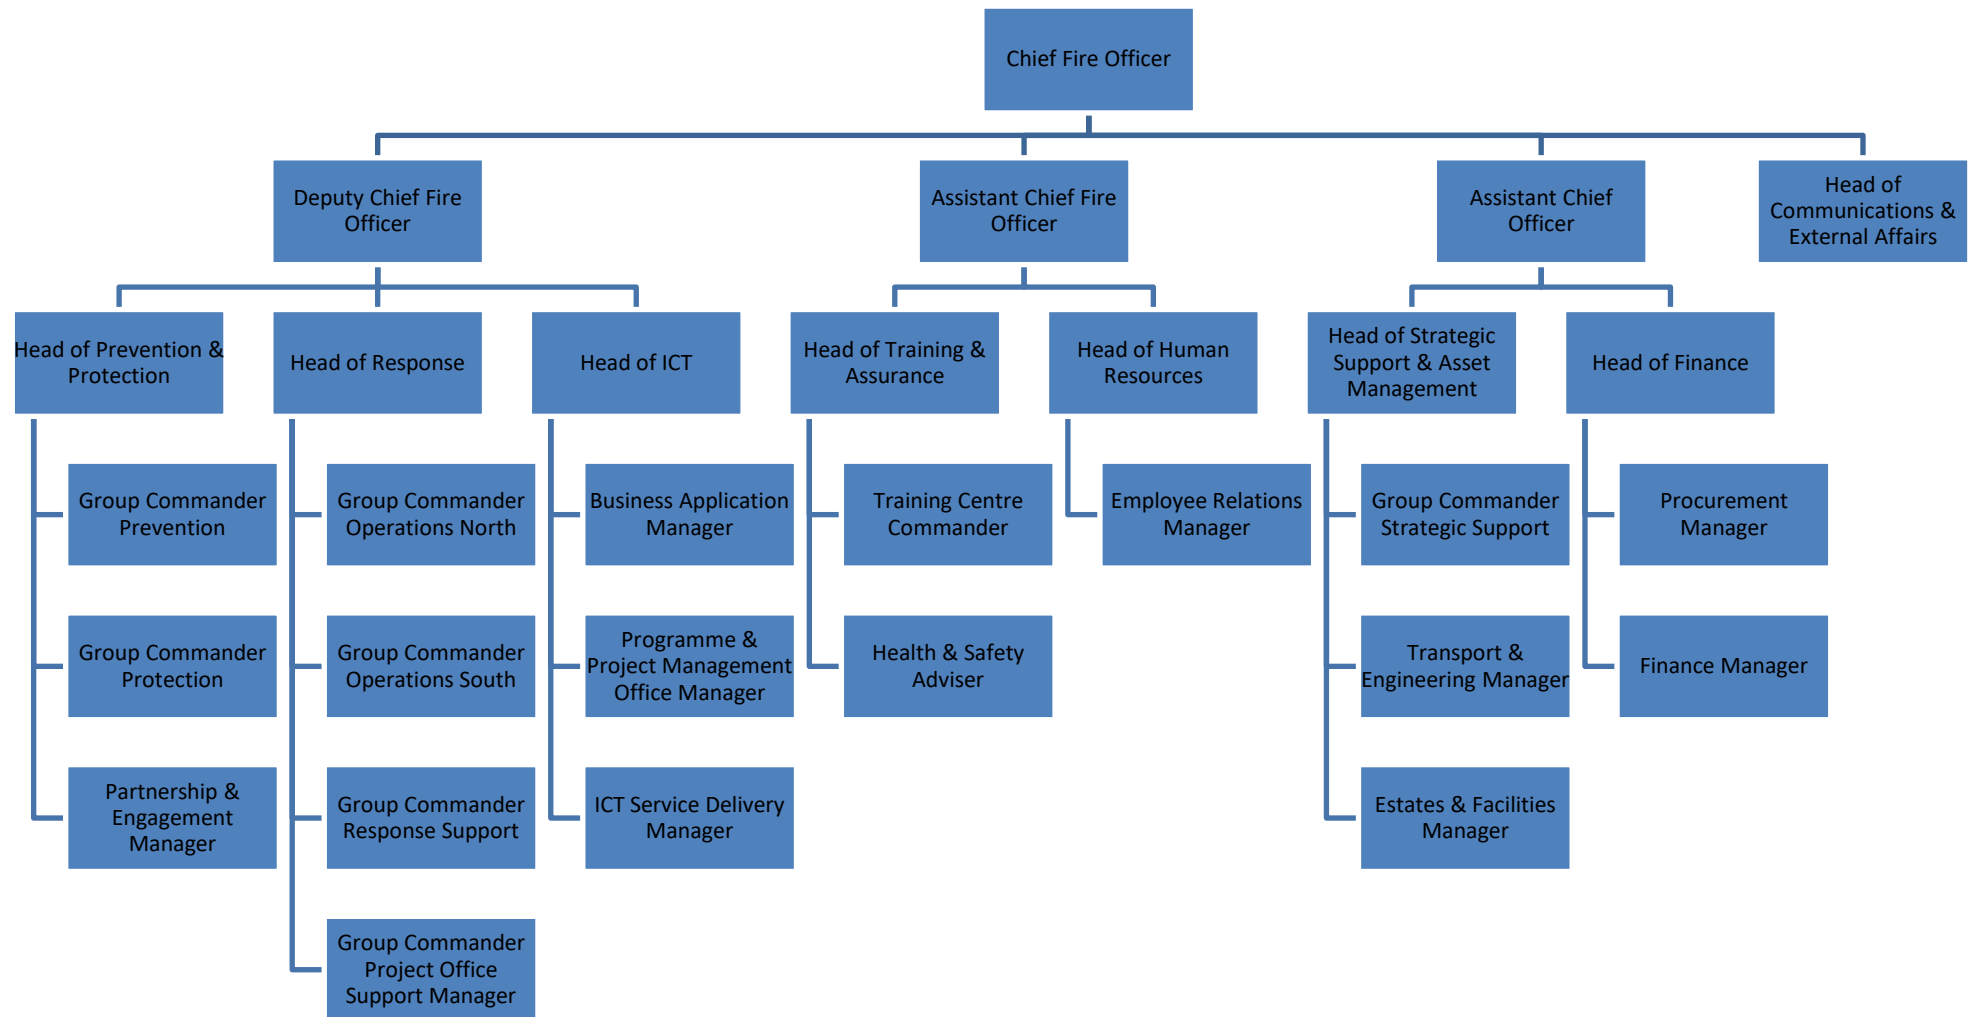 Chief Fire Officer
Deputy Chief Fire
Officer
Assistant Chief Fire
Officer
Assistant Chief
Officer
Head of
Communications &
External Affairs
Head of Prevention &
Protection
Head of Response
Head of ICT
Head of Training &
Assurance
Head of Human
Resources
Head of Strategic
Support & Asset
Management
Head of Finance
Group Commander
Prevention
Group Commander
Operations North
Business Application
Manager
Training Centre
Commander
Employee Relations
Manager
Group Commander
Strategic Support
Procurement
Manager
Group Commander
Protection
Group Commander
Operations South
Programme &
Project Management
Office Manager
Health & Safety
Adviser
Transport &
Engineering Manager
Finance Manager
Partnership &
Engagement
Manager
Group Commander
Response Support
ICT Service Delivery
Manager
Estates & Facilities
Manager
Group Commander
Project Office
Support Manager